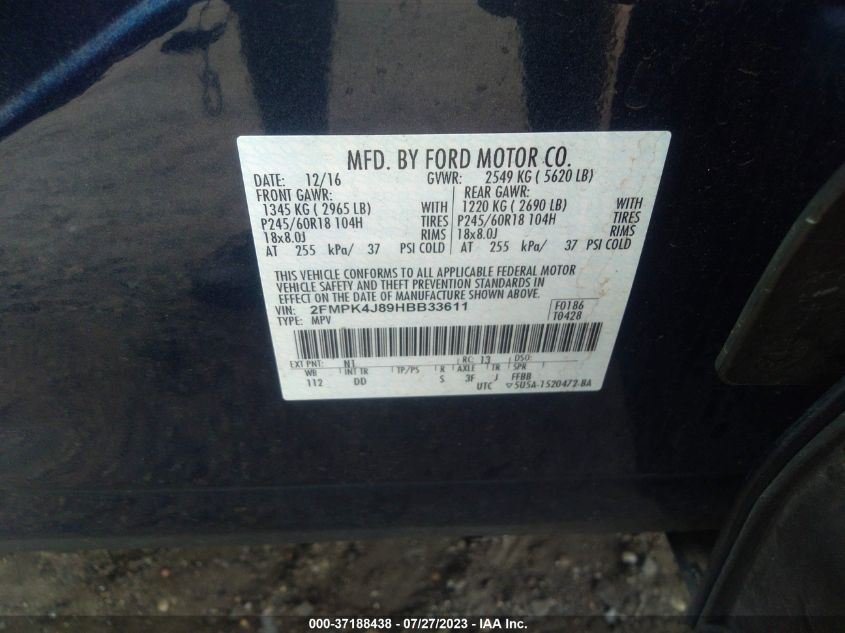 MFD. BY FORD MOTOR CO.
DATE: 12/16 GVWR: 2549 KG ( 5620 LB)
FRONT GAWR: REAR GAWR:
1345 KG ( 2965 LB) WITH 1220 KG ( 2690 LB) WITH
P245/60R18 104H TIRES P245/60R18 104H TIRES
18x8.0J RIMS 18x8.0J RIMS
AT 255 kPa/ 37 PSI COLD AT 255 kPa/ 37 PSI COLD
THIS VEHICLE CONFORMS TO ALL APPLICABLE FEDERAL MOTOR
VEHICLE SAFETY AND THEFT PREVENTION STANDARDS IN
EFFECT ON THE DATE OF MANUFACTURE SHOWN ABOVE.
VIN: 2FMPK4J89HBB33611 F0186
TYPE: MPV T0428
EXT PNT: N1 RC: 13 DSO:
WB INT TR TP/PS R AXLE TR SPR
112 DD S 3F J FFBB
UTC ▽5U5A-1520472-BA
000-37188438 - 07/27/2023 - IAA Inc.